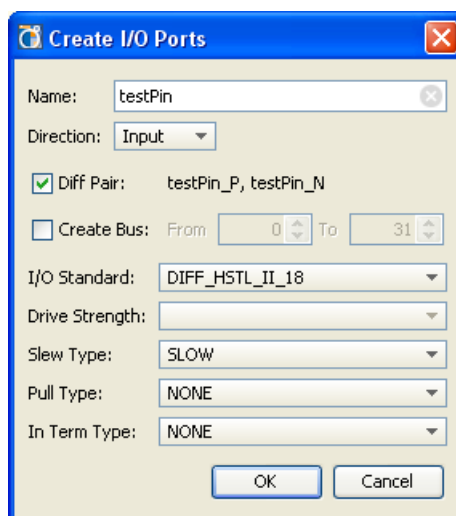 Create I/O Ports
Name: testPin
Direction: Input
Diff Pair: testPin_P, testPin_N
Create Bus: From 0 To 31
I/O Standard: DIFF_HSTL_II_18
Drive Strength:
Slew Type: SLOW
Pull Type: NONE
In Term Type: NONE
OK Cancel